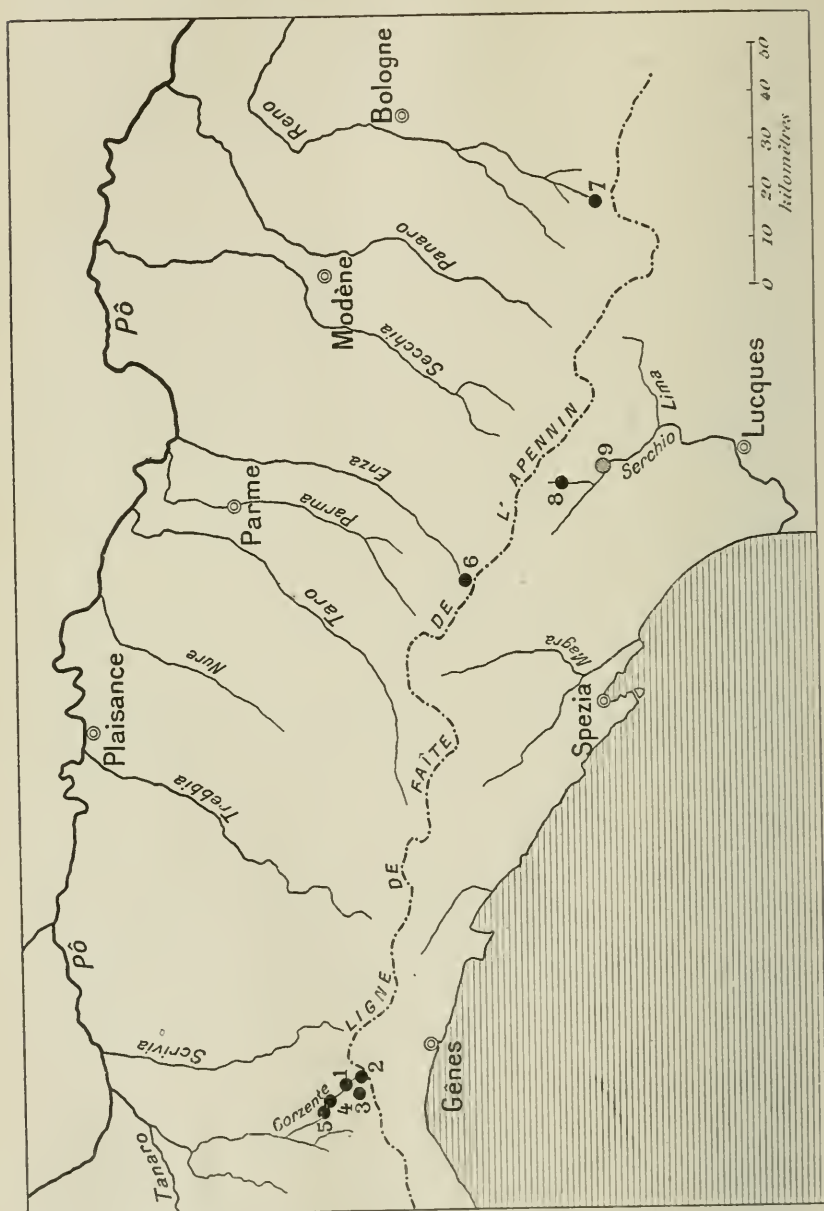 Pô
Pô
Tanaro
Scrivia
Trebbia
Plaisance
Nure
Taro
Parma
Parme
Enza
Secchia
Modène
Panaro
Reno
Bologne
Corzente
1
2
3
4
5
6
7
8
9
LIGNE DE FAÎTE DE L'APENNIN
Gênes
Spezia
Magra
Serchio
Lima
Lucques
0 10 20 30 40 50
kilomètres